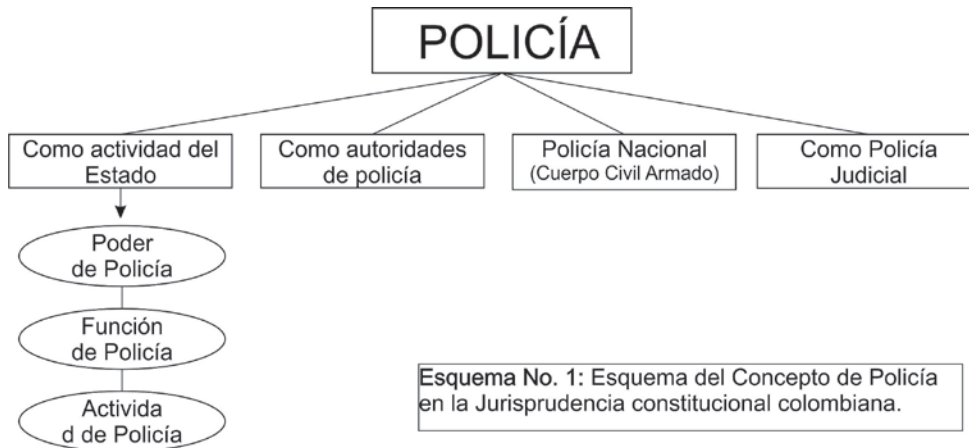 POLICÍA
Como actividad del
Estado
Como autoridades
de policía
Policía Nacional
(Cuerpo Civil Armado)
Como Policía
Judicial
Poder
de Policía
Función
de Policía
Activida
d de Policía
Esquema No. 1: Esquema del Concepto de Policía
en la Jurisprudencia constitucional colombiana.